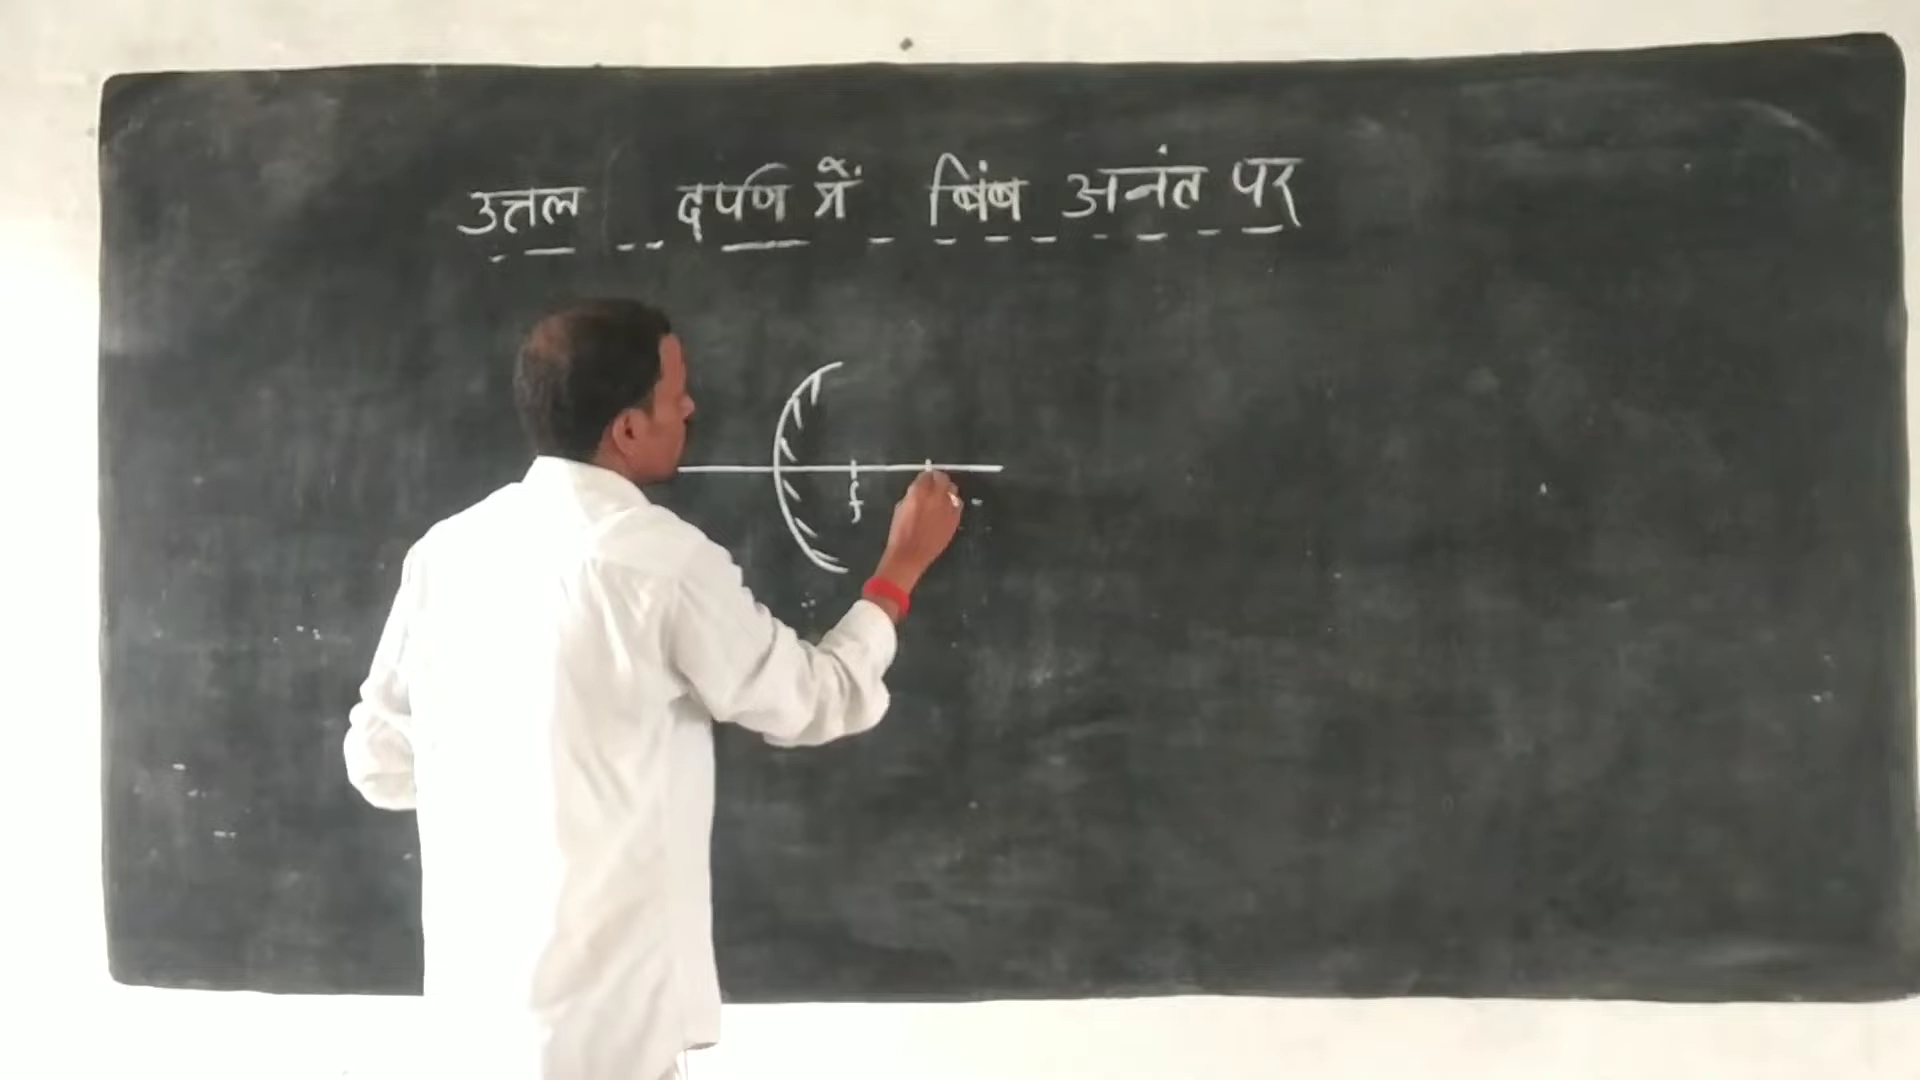 उत्तल दर्पण में बिंब अनंत पर
f